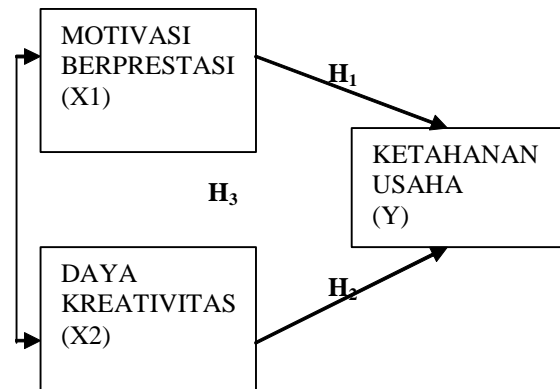 MOTIVASI
BERPRESTASI
(X1)
H₁
KETAHANAN
USAHA
(Y)
H₃
DAYA
KREATIVITAS
(X2)
H₂